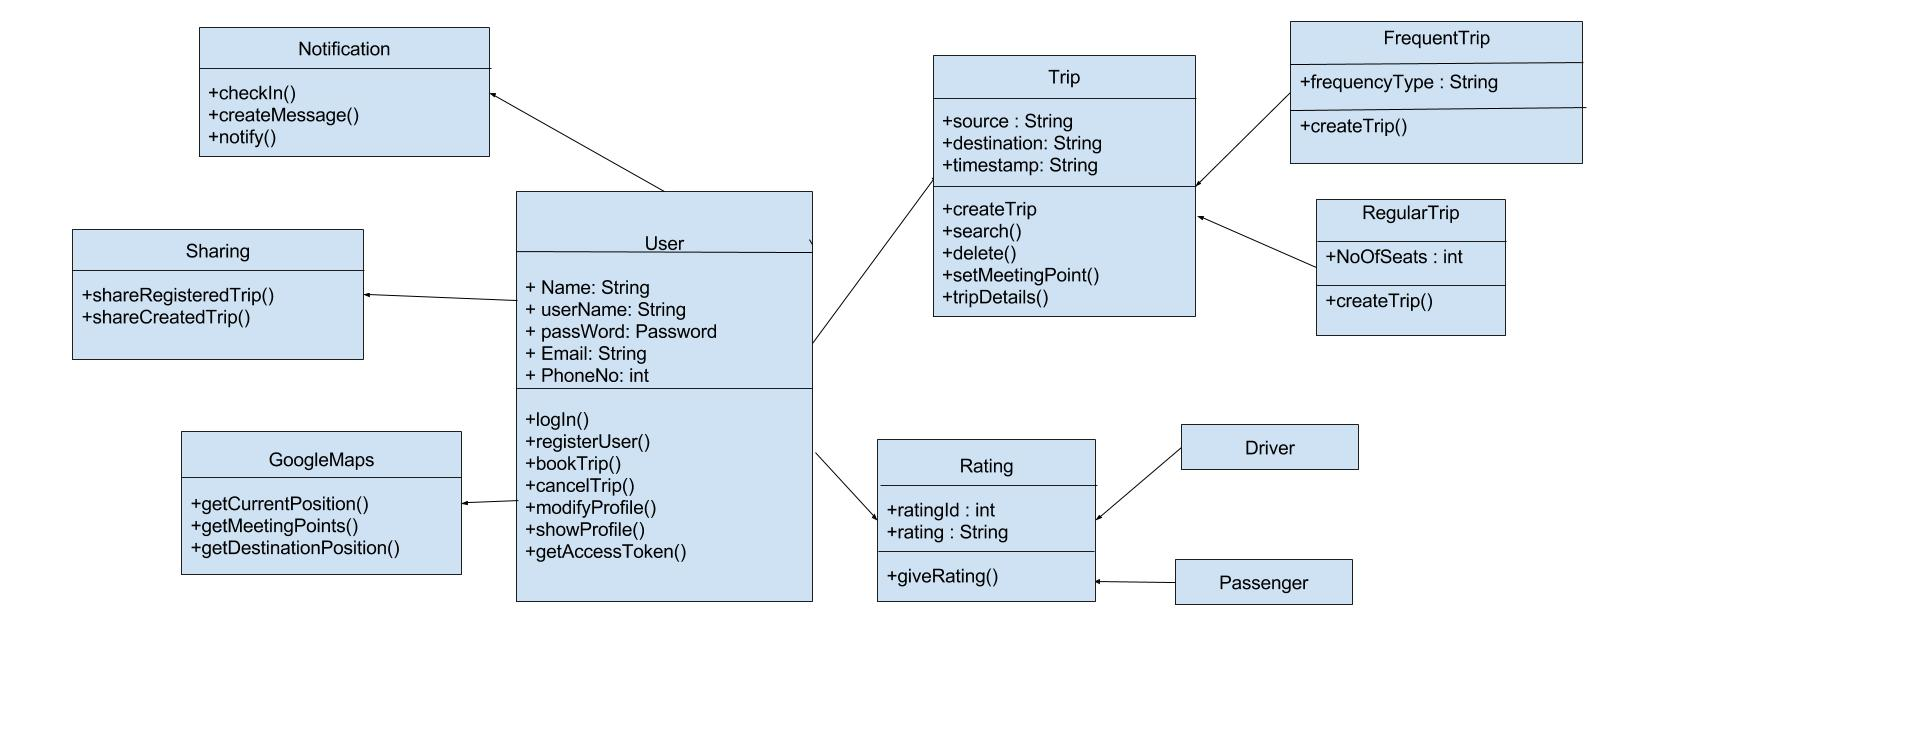 Notification
+checkIn()
+createMessage()
+notify()
Sharing
+shareRegisteredTrip()
+shareCreatedTrip()
GoogleMaps
+getCurrentPosition()
+getMeetingPoints()
+getDestinationPosition()
User
+ Name: String
+ userName: String
+ passWord: Password
+ Email: String
+ PhoneNo: int
+logIn()
+registerUser()
+bookTrip()
+cancelTrip()
+modifyProfile()
+showProfile()
+getAccessToken()
Trip
+source : String
+destination: String
+timestamp: String
+createTrip
+search()
+delete()
+setMeetingPoint()
+tripDetails()
FrequentTrip
+frequencyType : String
+createTrip()
RegularTrip
+NoOfSeats : int
+createTrip()
Rating
+ratingId : int
+rating : String
+giveRating()
Driver
Passenger